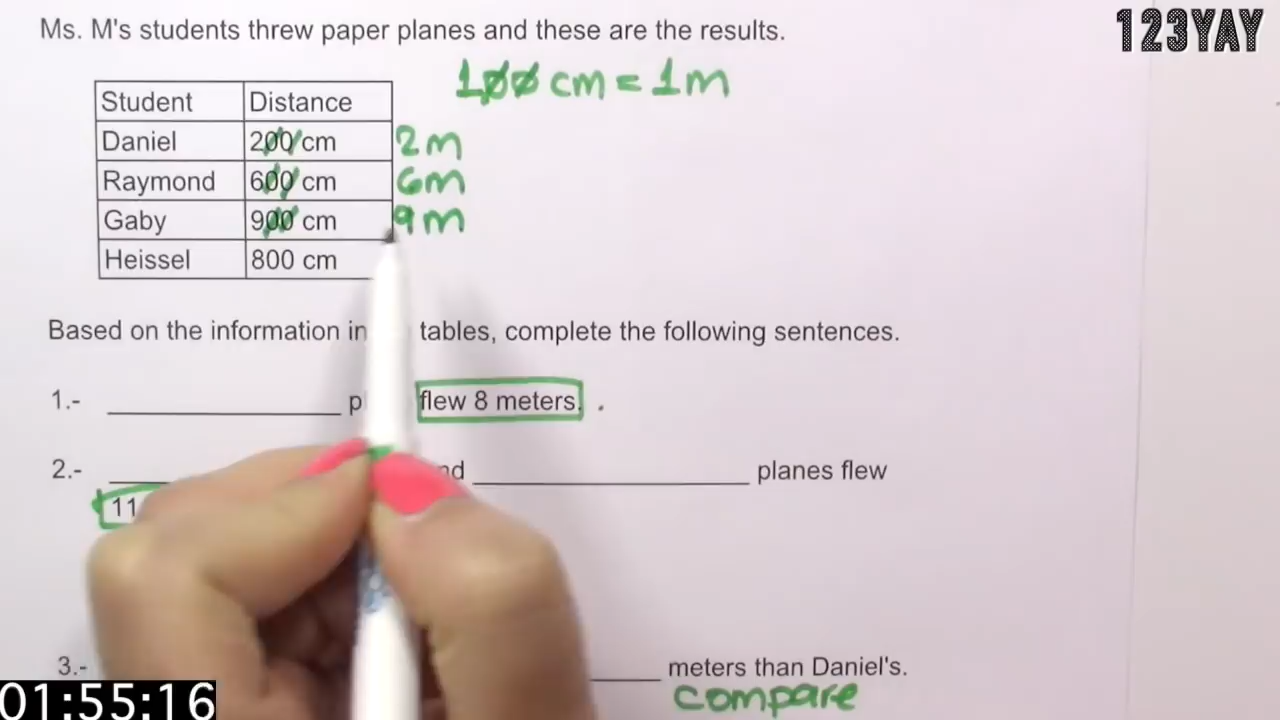 Ms. M's students threw paper planes and these are the results.
123YAY
100 cm = 1m
Student Distance
Daniel 200 cm 2m
Raymond 600 cm 6m
Gaby 900 cm 9m
Heissel 800 cm
Based on the information in tables, complete the following sentences.
1.- ____________ flew 8 meters. .
2.- ____________ planes flew
11
3.- ____________ meters than Daniel's.
compare
01:55:16